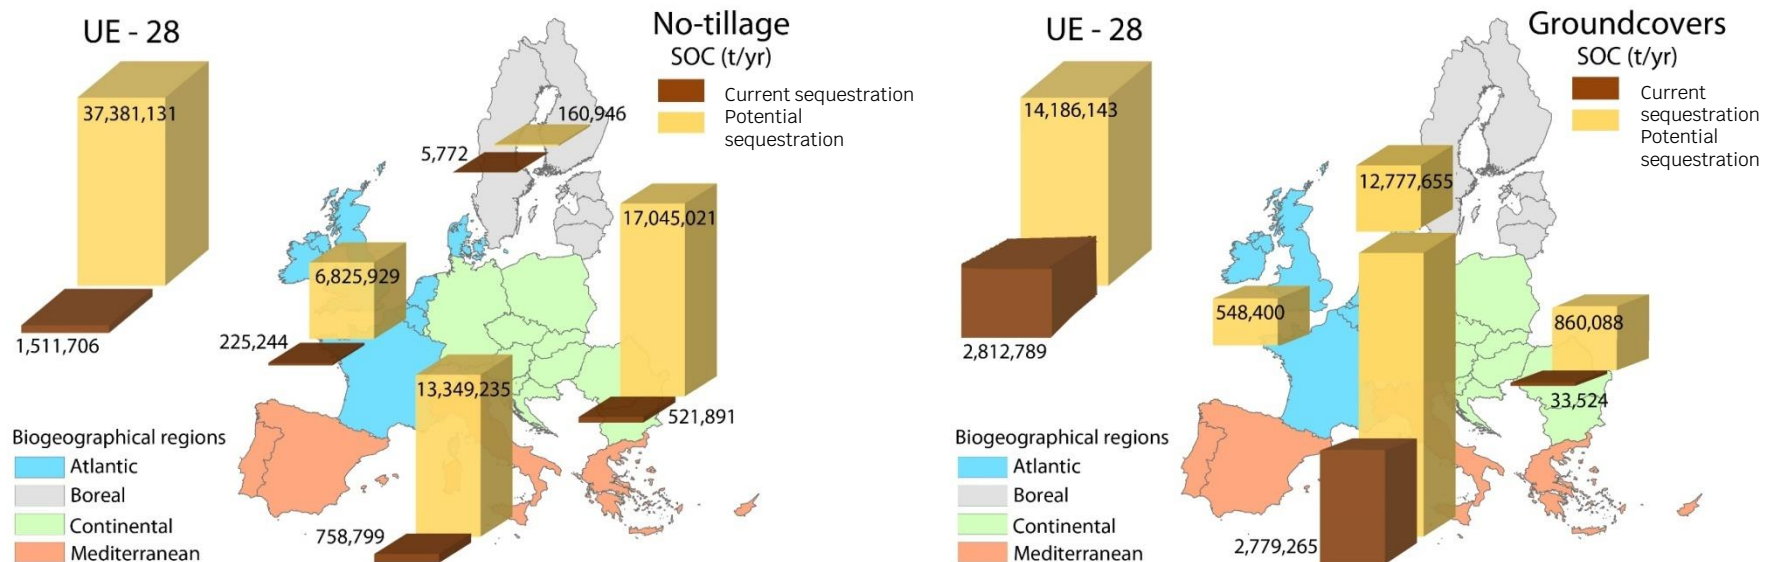 UE - 28
No-tillage
SOC (t/yr)
Current sequestration
Potential
sequestration
37,381,131
1,511,706
160,946
5,772
17,045,021
6,825,929
225,244
13,349,235
521,891
758,799
Biogeographical regions
Atlantic
Boreal
Continental
Mediterranean
UE - 28
Groundcovers
SOC (t/yr)
Current
sequestration
Potential
sequestration
14,186,143
2,812,789
12,777,655
548,400
860,088
33,524
2,779,265
Biogeographical regions
Atlantic
Boreal
Continental
Mediterranean